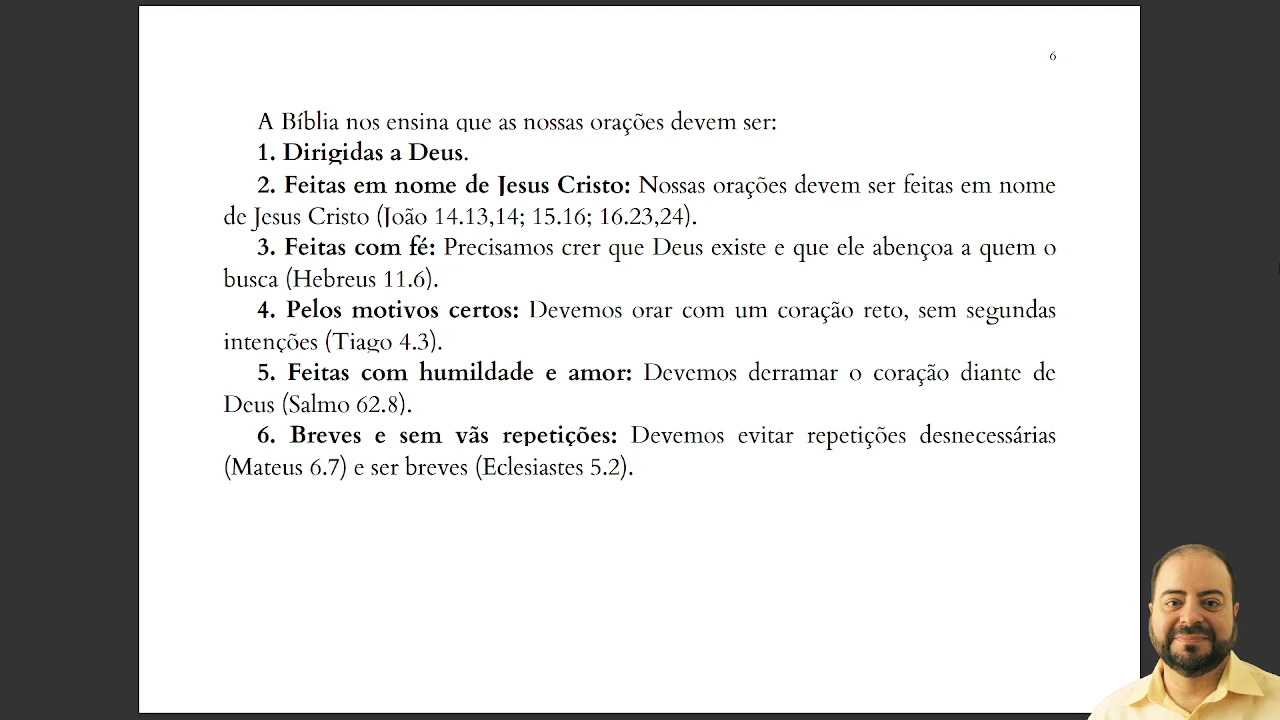 6
A Bíblia nos ensina que as nossas orações devem ser:
1. Dirigidas a Deus.
2. Feitas em nome de Jesus Cristo: Nossas orações devem ser feitas em nome
de Jesus Cristo (João 14.13,14; 15.16; 16.23,24).
3. Feitas com fé: Precisamos crer que Deus existe e que ele abençoa a quem o
busca (Hebreus 11.6).
4. Pelos motivos certos: Devemos orar com um coração reto, sem segundas
intenções (Tiago 4.3).
5. Feitas com humildade e amor: Devemos derramar o coração diante de
Deus (Salmo 62.8).
6. Breves e sem vãs repetições: Devemos evitar repetições desnecessárias
(Mateus 6.7) e ser breves (Eclesiastes 5.2).